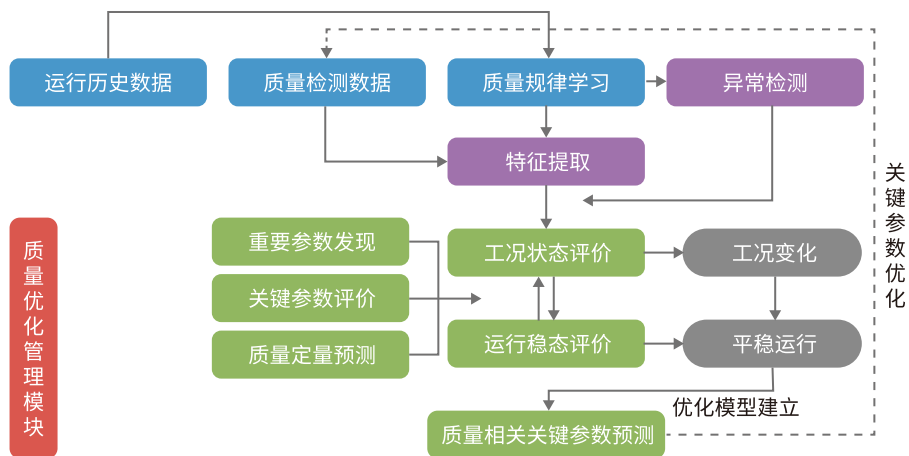 运行历史数据
质量检测数据
质量规律学习
异常检测
特征提取
关键参数优化
质量优化管理模块
重要参数发现
工况状态评价
工况变化
关键参数评价
质量定量预测
运行稳态评价
平稳运行
优化模型建立
质量相关关键参数预测